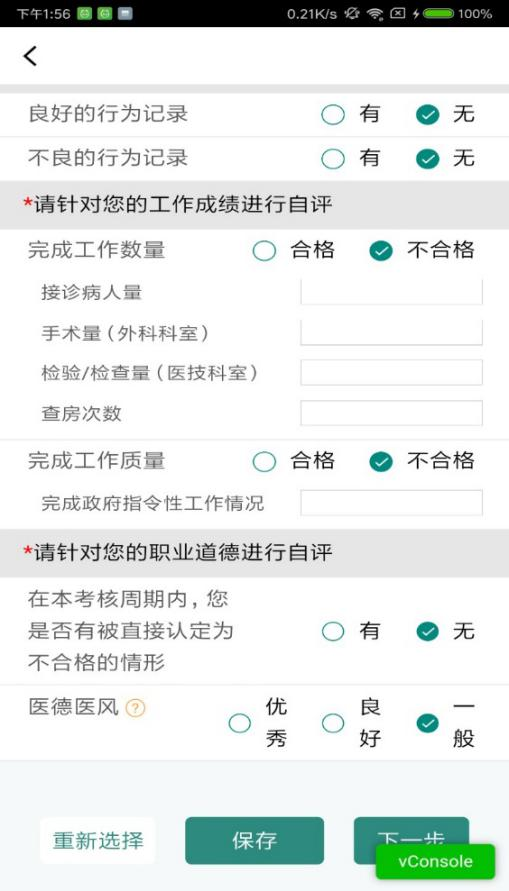 下午1:56 0.21K/s 100%
良好的行为记录 有 无
不良的行为记录 有 无
*请针对您的工作成绩进行自评
完成工作数量 合格 不合格
接诊病人量
手术量(外科科室)
检验/检查量(医技科室)
查房次数
完成工作质量 合格 不合格
完成政府指令性工作情况
*请针对您的职业道德进行自评
在本考核周期内,您
是否有被直接认定为 有 无
不合格的情形
医德医风 ? 优秀 良好 一般
重新选择 保存 下一步
vConsole